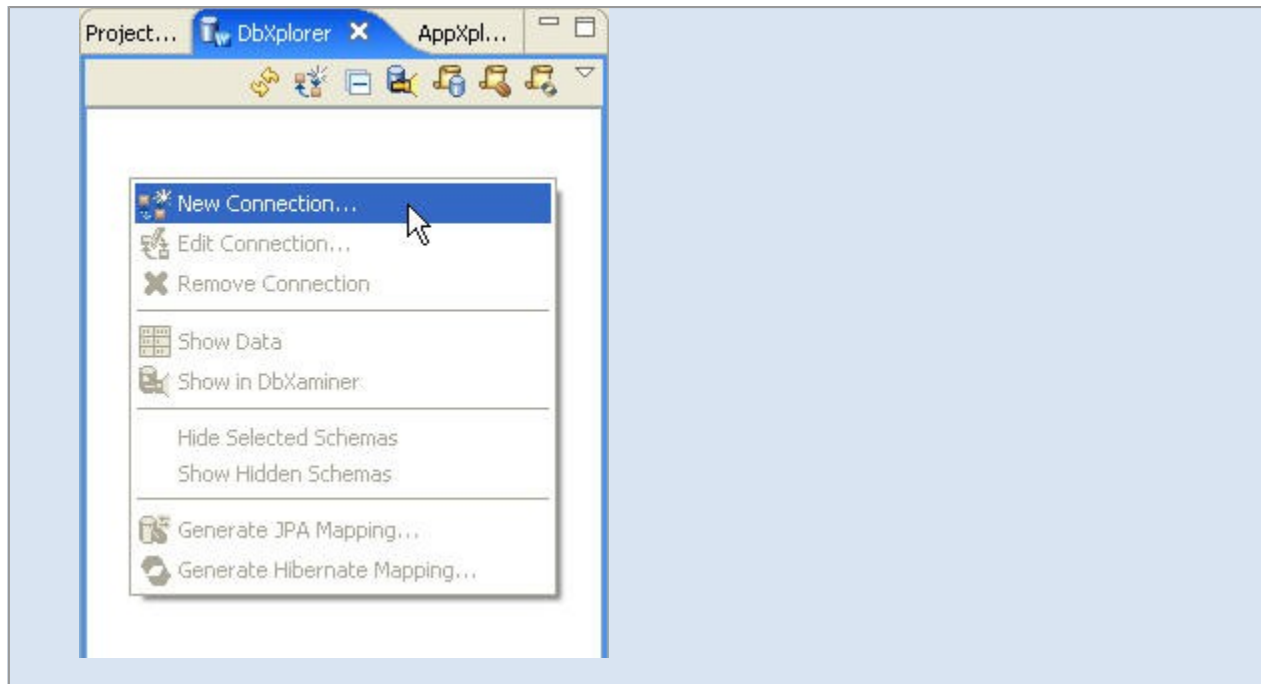 Project... DbXplorer AppXpl...
New Connection...
Edit Connection...
Remove Connection
Show Data
Show in DbXaminer
Hide Selected Schemas
Show Hidden Schemas
Generate JPA Mapping...
Generate Hibernate Mapping...